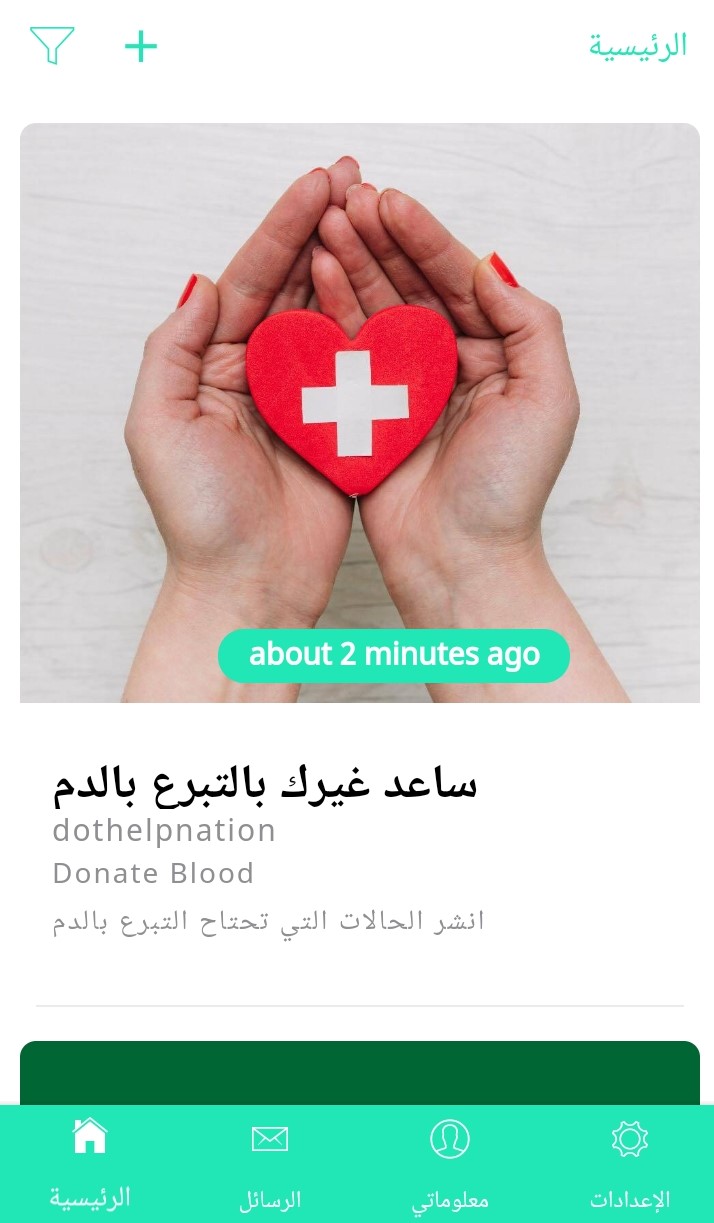 الرئيسية
about 2 minutes ago
ساعد غيرك بالتبرع بالدم
dothelpnation
Donate Blood
انشر الحالات التي تحتاج التبرع بالدم
الرئيسية
الرسائل
معلوماتي
الإعدادات